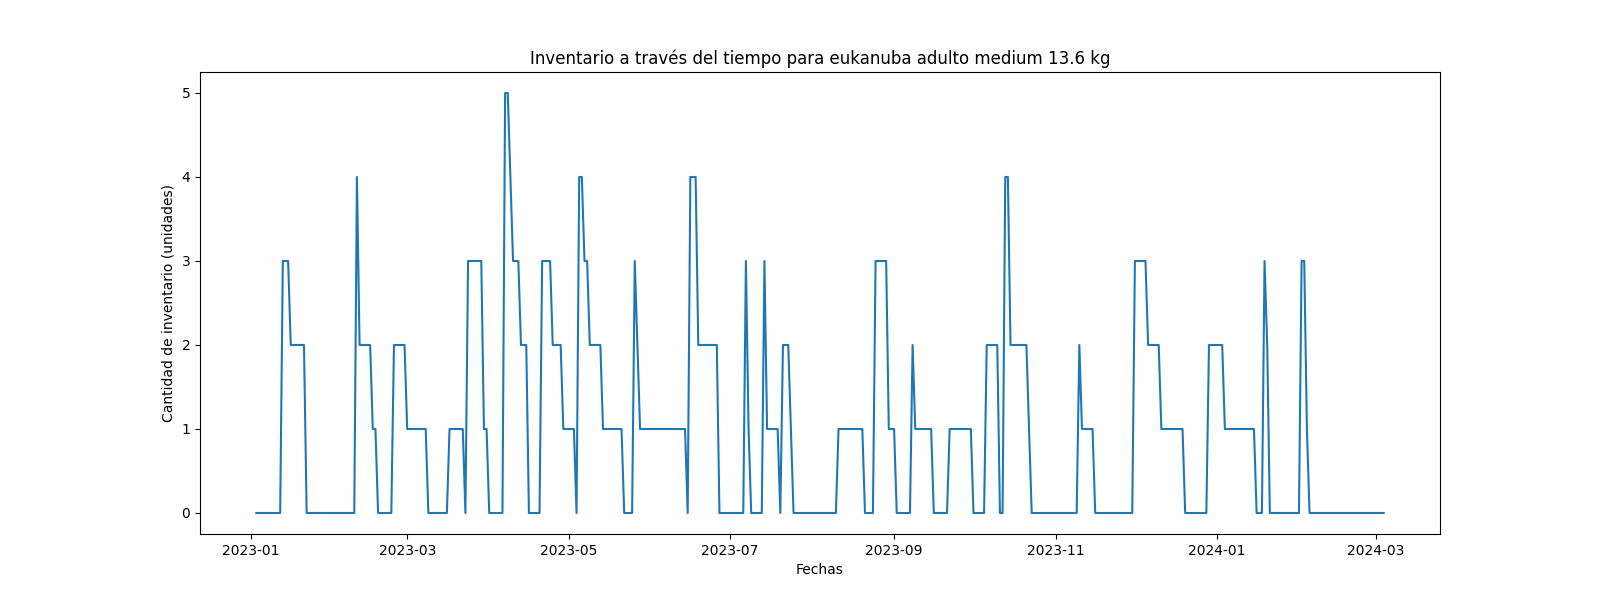 Inventario a través del tiempo para eukanuba adulto medium 13.6 kg
Cantidad de inventario (unidades)
5
4
3
2
1
0
2023-01 2023-03 2023-05 2023-07 2023-09 2023-11 2024-01 2024-03
Fechas